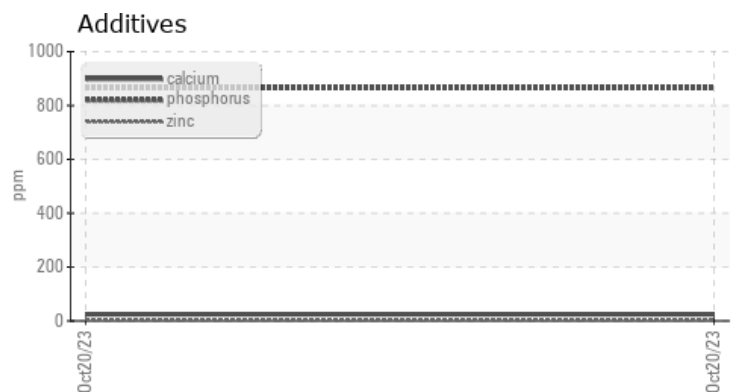 Additives
1000
800
600
400
200
0
ppm
calcium
phosphorus
zinc
Oct20/23
Oct20/23